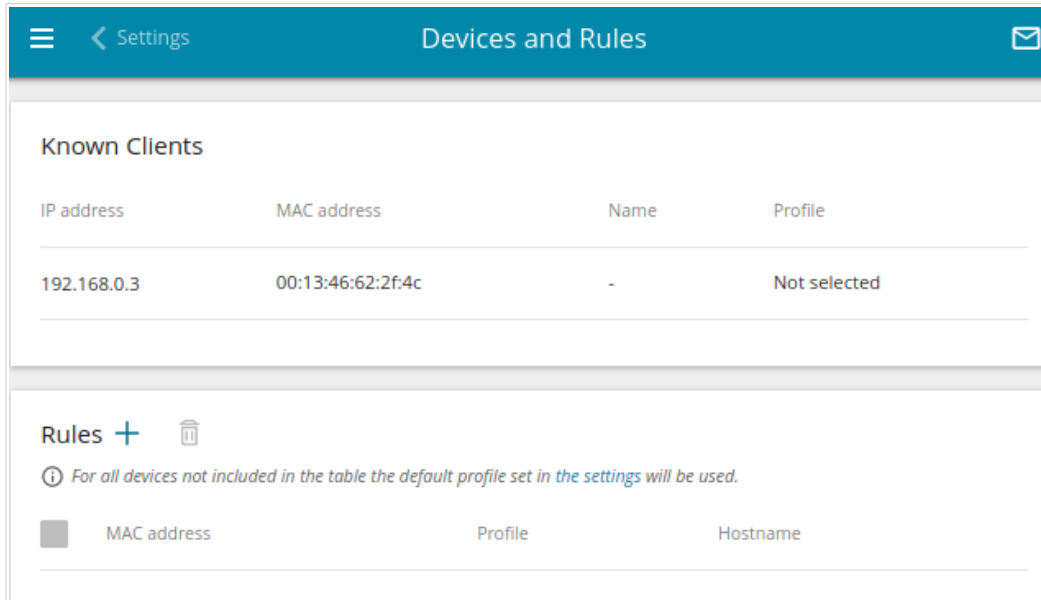 Settings
Devices and Rules
Known Clients
IP address MAC address Name Profile
192.168.0.3 00:13:46:62:2f:4c - Not selected
Rules
For all devices not included in the table the default profile set in the settings will be used.
MAC address Profile Hostname